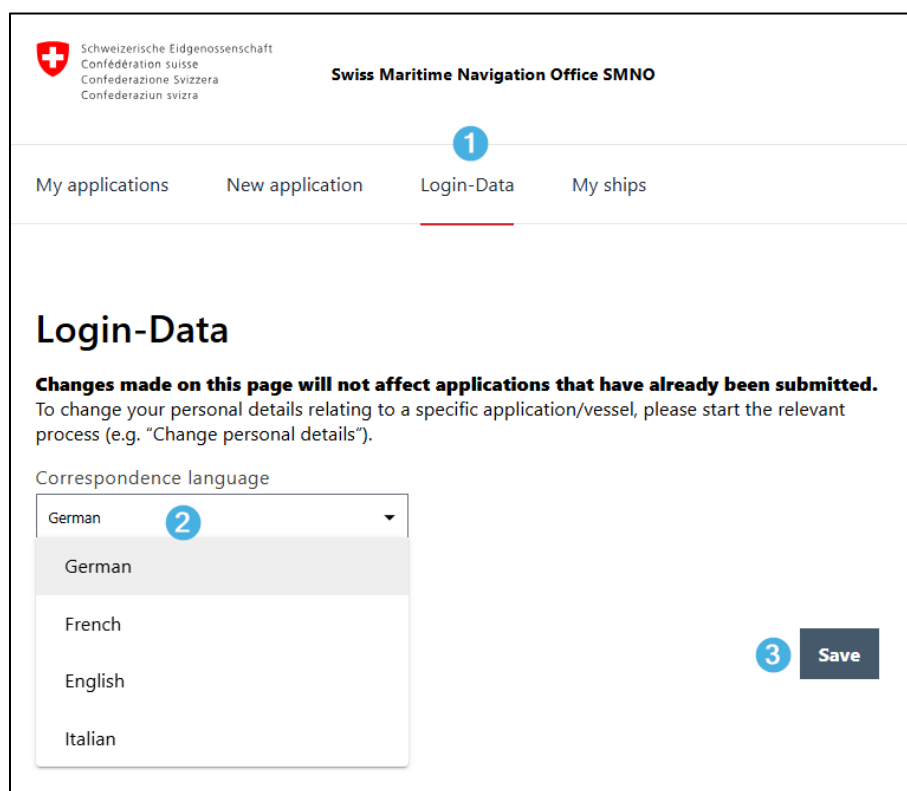 Schweizerische Eidgenossenschaft
Confédération suisse
Confederazione Svizzera
Confederaziun svizra
Swiss Maritime Navigation Office SMNO
1
My applications New application Login-Data My ships
Login-Data
Changes made on this page will not affect applications that have already been submitted.
To change your personal details relating to a specific application/vessel, please start the relevant
process (e.g. “Change personal details”).
Correspondence language
German 2
German
French
English
Italian
3 Save